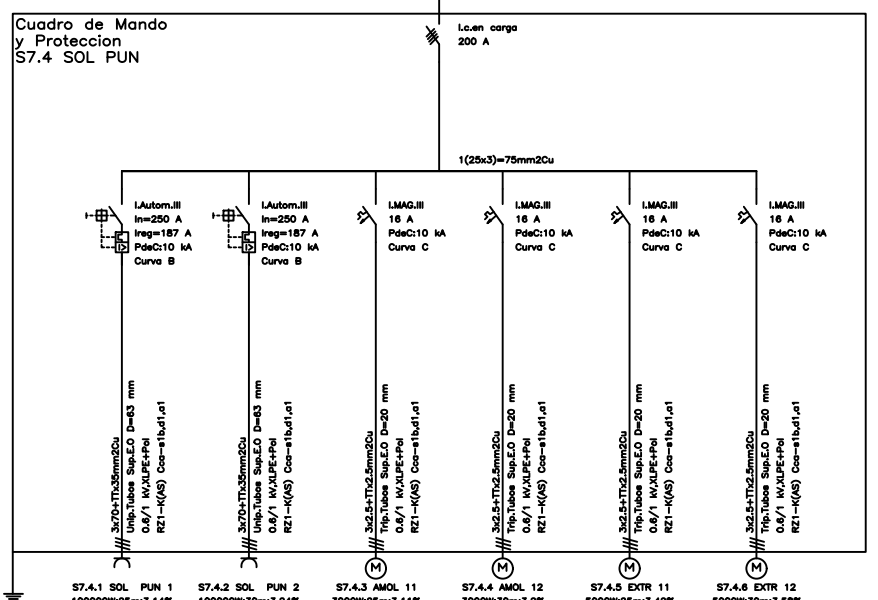 Cuadro de Mando
y Proteccion
S7.4 SOL PUN
I.c.en carga
200 A
1(25x3)=75mm2Cu
I.Autom.III
In=250 A
Ireg=187 A
PdeC:10 kA
Curva B
I.Autom.III
In=250 A
Ireg=187 A
PdeC:10 kA
Curva B
I.MAG.III
16 A
PdeC:10 kA
Curva C
I.MAG.III
16 A
PdeC:10 kA
Curva C
I.MAG.III
16 A
PdeC:10 kA
Curva C
I.MAG.III
16 A
PdeC:10 kA
Curva C
3x70+TTx35mm2Cu
Unip.Tubos Sup.E.O D=63 mm
0.6/1 kV,XLPE+Pol
RZ1-K(AS) Cca-s1b,d1,a1
3x70+TTx35mm2Cu
Unip.Tubos Sup.E.O D=63 mm
0.6/1 kV,XLPE+Pol
RZ1-K(AS) Cca-s1b,d1,a1
3x2.5+TTx2.5mm2Cu
Trip.Tubos Sup.E.O D=20 mm
0.6/1 kV,XLPE+Pol
RZ1-K(AS) Cca-s1b,d1,a1
3x2.5+TTx2.5mm2Cu
Trip.Tubos Sup.E.O D=20 mm
0.6/1 kV,XLPE+Pol
RZ1-K(AS) Cca-s1b,d1,a1
3x2.5+TTx2.5mm2Cu
Trip.Tubos Sup.E.O D=20 mm
0.6/1 kV,XLPE+Pol
RZ1-K(AS) Cca-s1b,d1,a1
3x2.5+TTx2.5mm2Cu
Trip.Tubos Sup.E.O D=20 mm
0.6/1 kV,XLPE+Pol
RZ1-K(AS) Cca-s1b,d1,a1
M
M
M
M
S7.4.1 SOL PUN 1
S7.4.2 SOL PUN 2
S7.4.3 AMOL 11
S7.4.4 AMOL 12
S7.4.5 EXTR 11
S7.4.6 EXTR 12